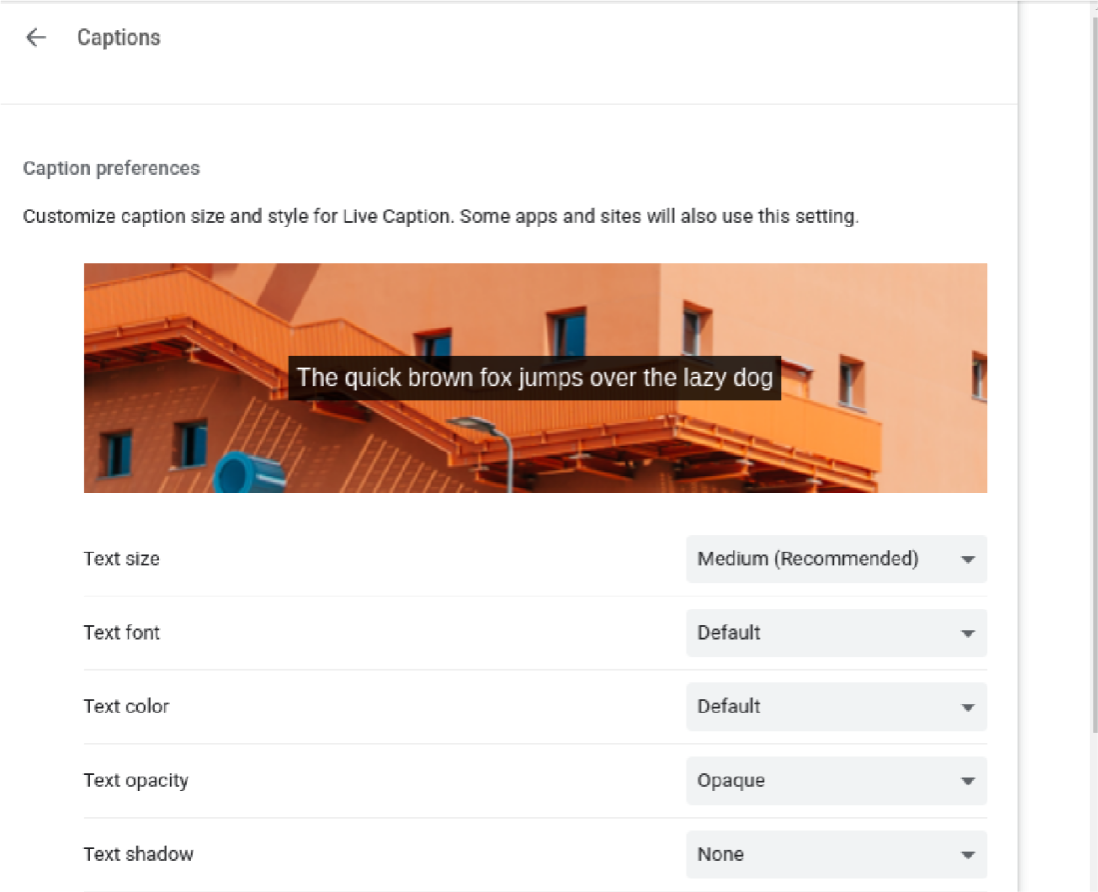 Captions
Caption preferences
Customize caption size and style for Live Caption. Some apps and sites will also use this setting.
The quick brown fox jumps over the lazy dog
Text size
Medium (Recommended)
Text font
Default
Text color
Default
Text opacity
Opaque
Text shadow
None